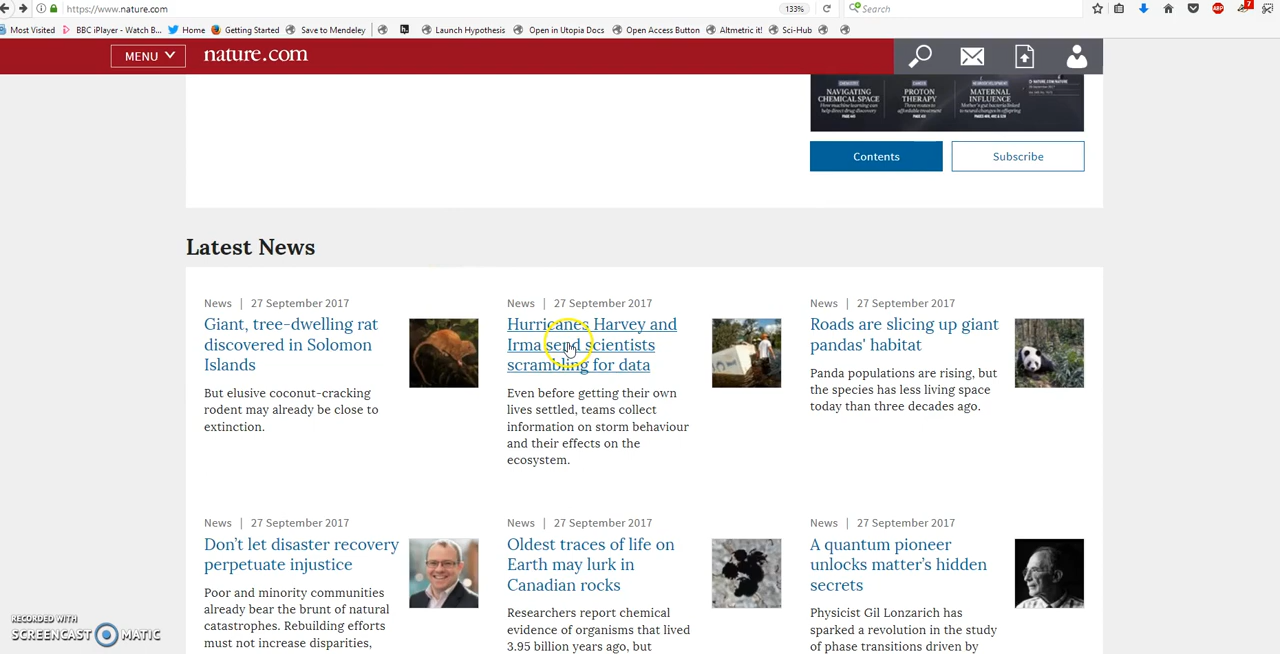 https://www.nature.com
133%
Search
7
Most Visited
BBC iPlayer - Watch B...
Home
Getting Started
Save to Mendeley
h.
Launch Hypothesis
Open in Utopia Docs
Open Access Button
Altmetric it!
Sci-Hub
MENU
nature.com
NAVIGATING CHEMICAL SPACE
PROTON THERAPY
MATERNAL INFLUENCE
Contents
Subscribe
Latest News
News | 27 September 2017
Giant, tree-dwelling rat
discovered in Solomon
Islands
But elusive coconut-cracking
rodent may already be close to
extinction.
News | 27 September 2017
Hurricanes Harvey and
Irma send scientists
scrambling for data
Even before getting their own
lives settled, teams collect
information on storm behaviour
and their effects on the
ecosystem.
News | 27 September 2017
Roads are slicing up giant
pandas' habitat
Panda populations are rising, but
the species has less living space
today than three decades ago.
News | 27 September 2017
Don't let disaster recovery
perpetuate injustice
Poor and minority communities
already bear the brunt of natural
catastrophes. Rebuilding efforts
must not increase disparities,
News | 27 September 2017
Oldest traces of life on
Earth may lurk in
Canadian rocks
Researchers report chemical
evidence of organisms that lived
3.95 billion years ago, but
News | 27 September 2017
A quantum pioneer
unlocks matter's hidden
secrets
Physicist Gil Lonzarich has
sparked a revolution in the study
of phase transitions driven by
RECORDED WITH
SCREENCAST MATIC